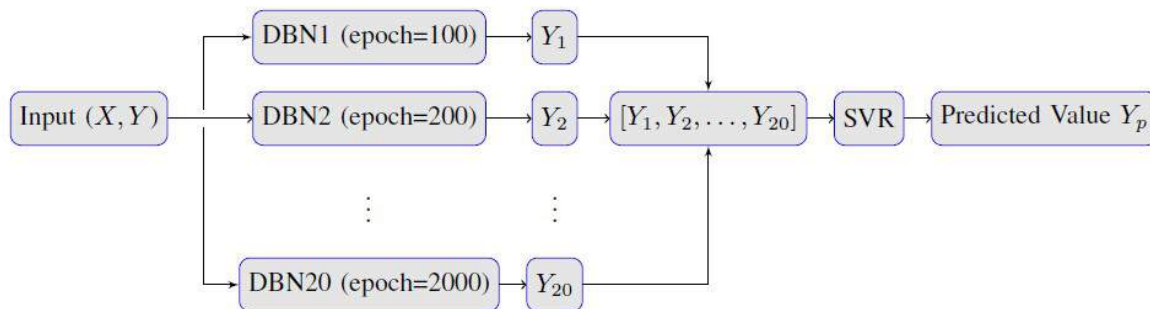 DBN1 (epoch=100)
Y₁
Input (X, Y)
DBN2 (epoch=200)
Y₂
[Y₁, Y₂, . . . , Y₂₀]
SVR
Predicted Value Yₚ
⋮
⋮
DBN20 (epoch=2000)
Y₂₀